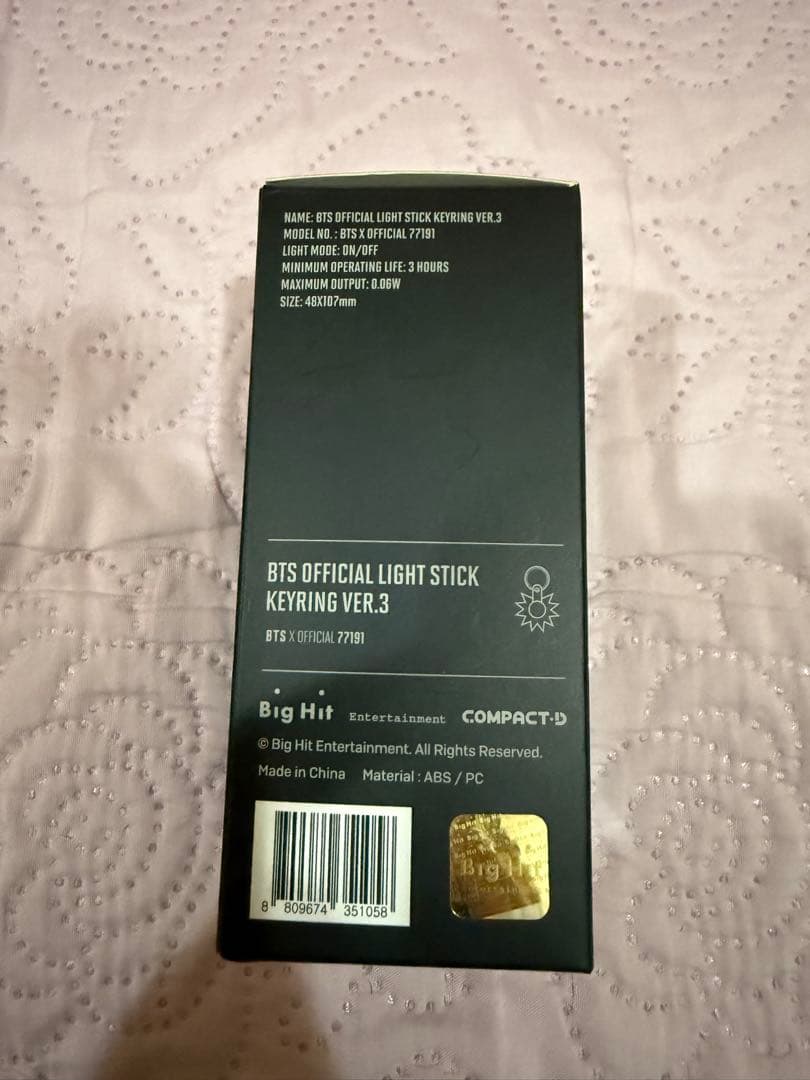 NAME: BTS OFFICIAL LIGHT STICK KEYRING VER.3
MODEL NO. : BTS X OFFICIAL 77191
LIGHT MODE: ON/OFF
MINIMUM OPERATING LIFE: 3 HOURS
MAXIMUM OUTPUT: 0.06W
SIZE: 48X107mm
BTS OFFICIAL LIGHT STICK
KEYRING VER.3
BTS X OFFICIAL 77191
Big Hit Entertainment COMPACT·D
© Big Hit Entertainment. All Rights Reserved.
Made in China Material : ABS / PC
8 809674 351058
Big Hit